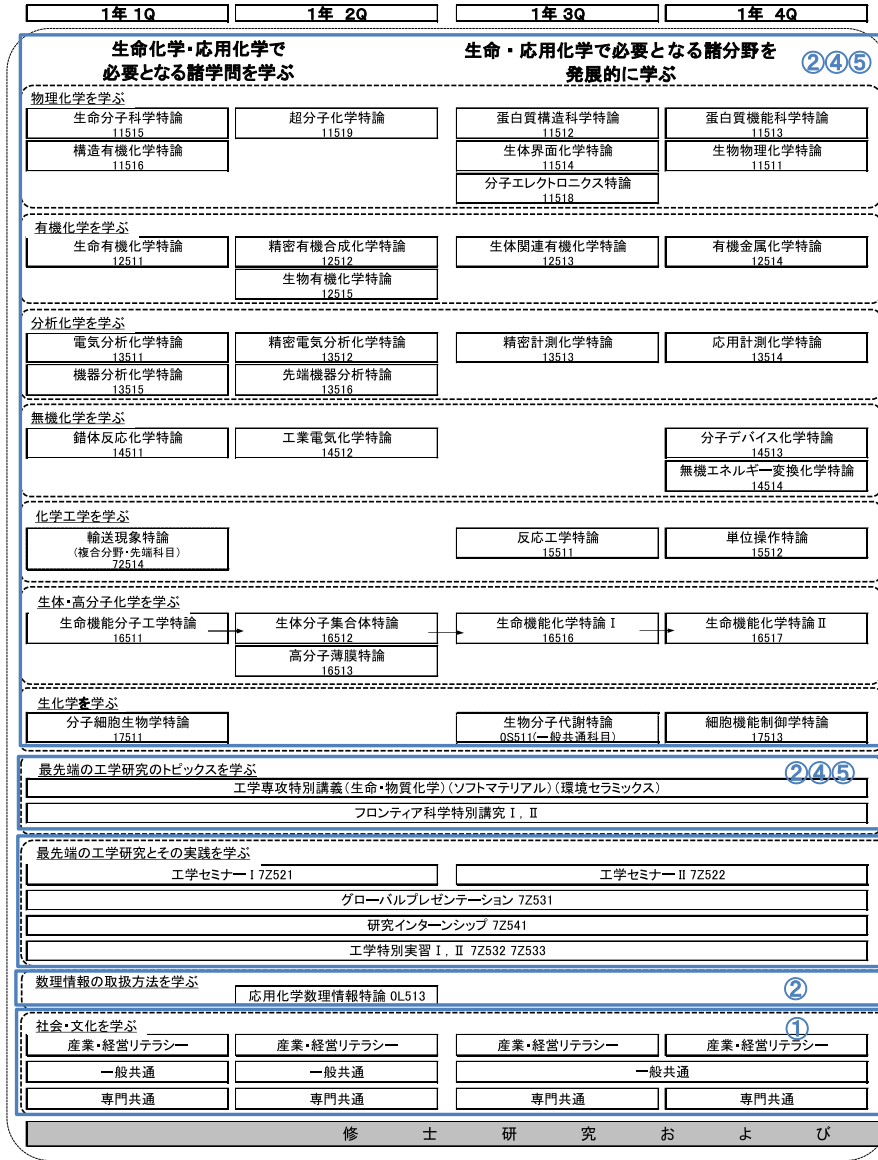 1年 1Q
1年 2Q
1年 3Q
1年 4Q
生命化学・応用化学で
必要となる諸学問を学ぶ
生命・応用化学で必要となる諸分野を
発展的に学ぶ
②④⑤
物理化学を学ぶ
生命分子科学特論
11515
超分子化学特論
11519
蛋白質構造科学特論
11512
蛋白質機能科学特論
11513
構造有機化学特論
11516
生体界面化学特論
11514
生物物理化学特論
11511
分子エレクトロニクス特論
11518
有機化学を学ぶ
生命有機化学特論
12511
精密有機合成化学特論
12512
生体関連有機化学特論
12513
有機金属化学特論
12514
生物有機化学特論
12515
分析化学を学ぶ
電気分析化学特論
13511
精密電気分析化学特論
13512
精密計測化学特論
13513
応用計測化学特論
13514
機器分析化学特論
13515
先端機器分析特論
13516
無機化学を学ぶ
錯体反応化学特論
14511
工業電気化学特論
14512
分子デバイス化学特論
14513
無機エネルギー変換化学特論
14514
化学工学を学ぶ
輸送現象特論
(複合分野・先端科目)
72514
反応工学特論
15511
単位操作特論
15512
生体・高分子化学を学ぶ
生命機能分子工学特論
16511
生体分子集合体特論
16512
生命機能化学特論Ⅰ
16516
生命機能化学特論Ⅱ
16517
高分子薄膜特論
16513
生化学を学ぶ
分子細胞生物学特論
17511
生物分子代謝特論
0S511(一般共通科目)
細胞機能制御学特論
17513
最先端の工学研究のトピックスを学ぶ
②④⑤
工学専攻特別講義(生命・物質化学)(ソフトマテリアル)(環境セラミックス)
フロンティア科学特別講究Ⅰ, Ⅱ
最先端の工学研究とその実践を学ぶ
工学セミナーⅠ 7Z521
工学セミナーⅡ 7Z522
グローバルプレゼンテーション 7Z531
研究インターンシップ 7Z541
工学特別実習Ⅰ, Ⅱ 7Z532 7Z533
数理情報の取扱方法を学ぶ
②
応用化学数理情報特論 0L513
社会・文化を学ぶ
①
産業・経営リテラシー
産業・経営リテラシー
産業・経営リテラシー
産業・経営リテラシー
一般共通
一般共通
一般共通
専門共通
専門共通
専門共通
専門共通
修 士 研 究 お よ び